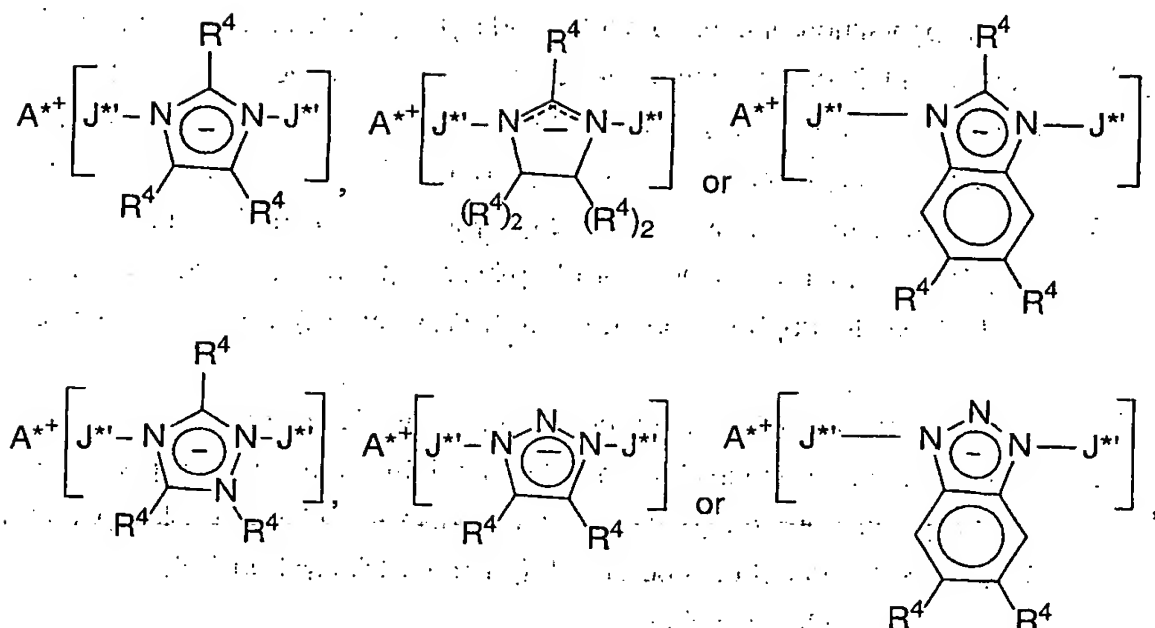 R⁴ R⁴ R⁴
A*+ [ J*' – N – N – J*' ] , A*+ [ J*' – N – N – J*' ] or A*+ [ J*' — N – N — J*' ]
R⁴ R⁴ (R⁴)₂ (R⁴)₂ R⁴ R⁴
R⁴ N N
A*+ [ J*' – N – N – J*' ] , A*+ [ J*' – N – N – J*' ] or A*+ [ J*' — N – N — J*' ] ,
R⁴ N R⁴ R⁴ R⁴ R⁴ R⁴